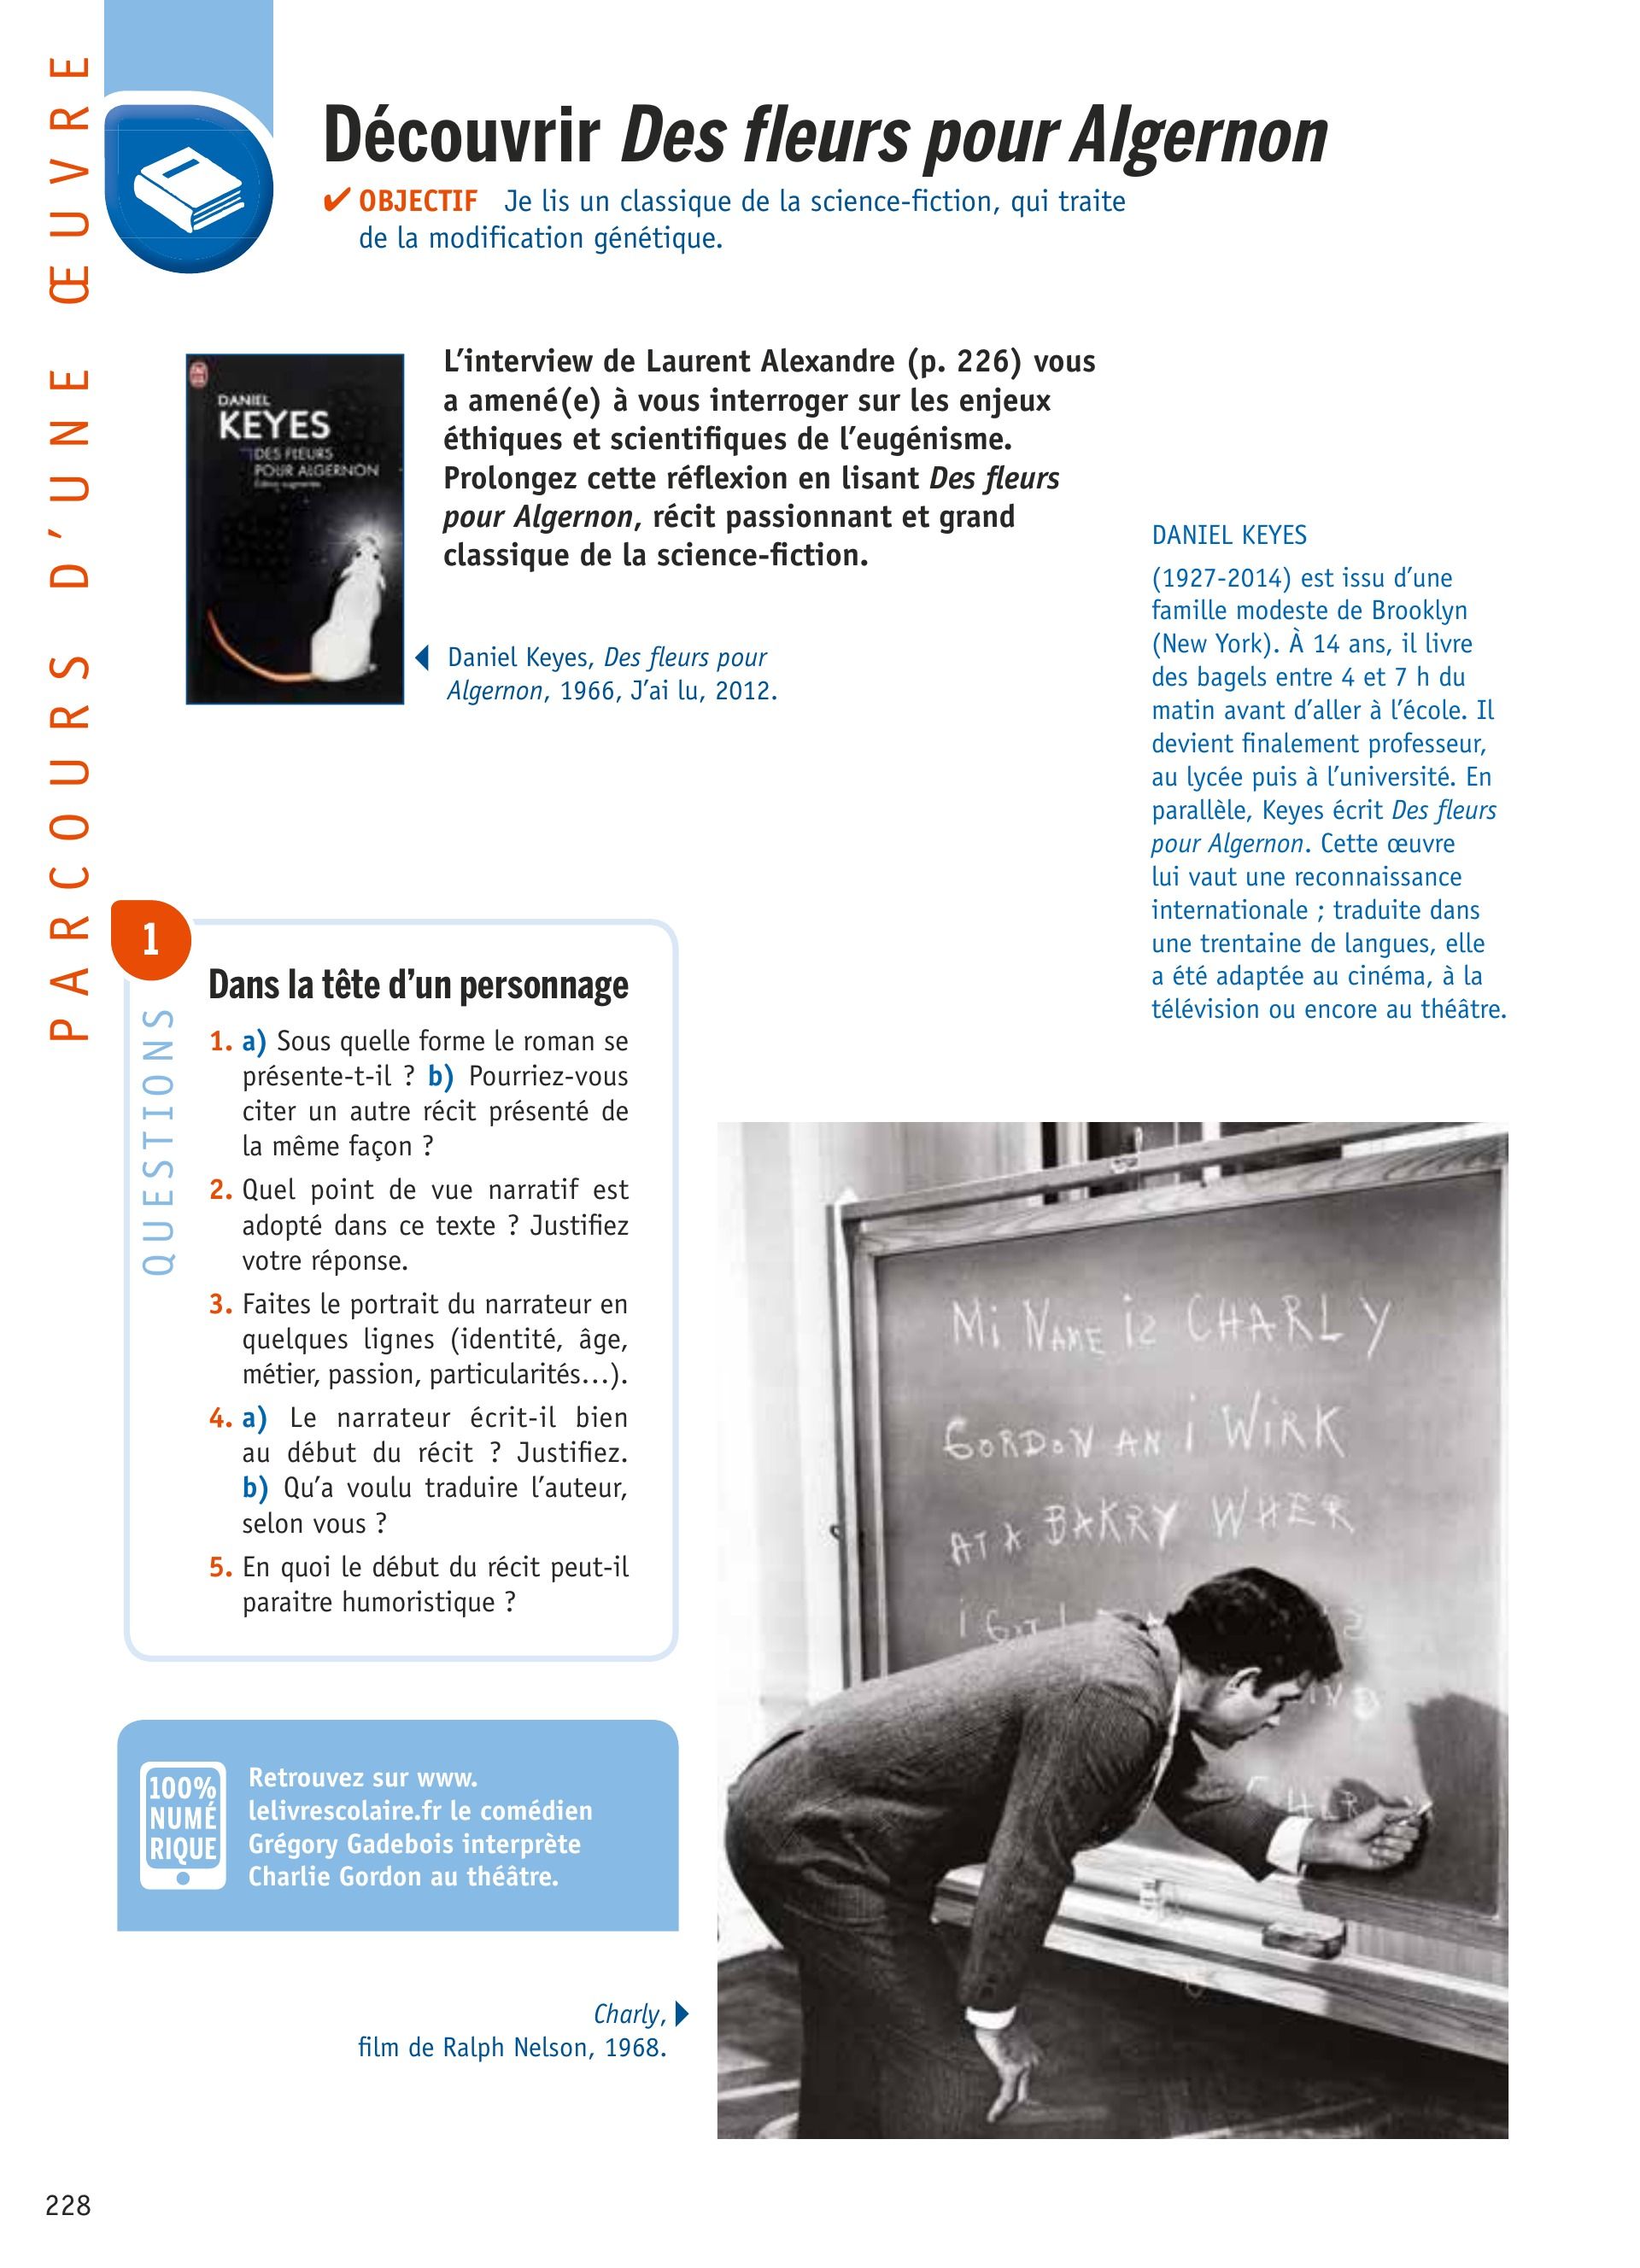 PARCOURS D'UNE ŒUVRE
Découvrir Des fleurs pour Algernon
✔ OBJECTIF Je lis un classique de la science-fiction, qui traite
de la modification génétique.
DANIEL
KEYES
DES FLEURS
POUR ALGERNON
L'interview de Laurent Alexandre (p. 226) vous
a amené(e) à vous interroger sur les enjeux
éthiques et scientifiques de l'eugénisme.
Prolongez cette réflexion en lisant Des fleurs
pour Algernon, récit passionnant et grand
classique de la science-fiction.
Daniel Keyes, Des fleurs pour
Algernon, 1966, J'ai lu, 2012.
DANIEL KEYES
(1927-2014) est issu d'une
famille modeste de Brooklyn
(New York). À 14 ans, il livre
des bagels entre 4 et 7 h du
matin avant d'aller à l'école. Il
devient finalement professeur,
au lycée puis à l'université. En
parallèle, Keyes écrit Des fleurs
pour Algernon. Cette œuvre
lui vaut une reconnaissance
internationale ; traduite dans
une trentaine de langues, elle
a été adaptée au cinéma, à la
télévision ou encore au théâtre.
1
QUESTIONS
Dans la tête d'un personnage
1. a) Sous quelle forme le roman se
présente-t-il ? b) Pourriez-vous
citer un autre récit présenté de
la même façon ?
2. Quel point de vue narratif est
adopté dans ce texte ? Justifiez
votre réponse.
3. Faites le portrait du narrateur en
quelques lignes (identité, âge,
métier, passion, particularités…).
4. a) Le narrateur écrit-il bien
au début du récit ? Justifiez.
b) Qu'a voulu traduire l'auteur,
selon vous ?
5. En quoi le début du récit peut-il
paraitre humoristique ?
100%
NUMÉ
RIQUE
Retrouvez sur www.
lelivrescolaire.fr le comédien
Grégory Gadebois interprète
Charlie Gordon au théâtre.
Mi NAME iz CHARLY
GORDON AN i WiRK
AT A BAKRY WHER
Charly,
film de Ralph Nelson, 1968.
228